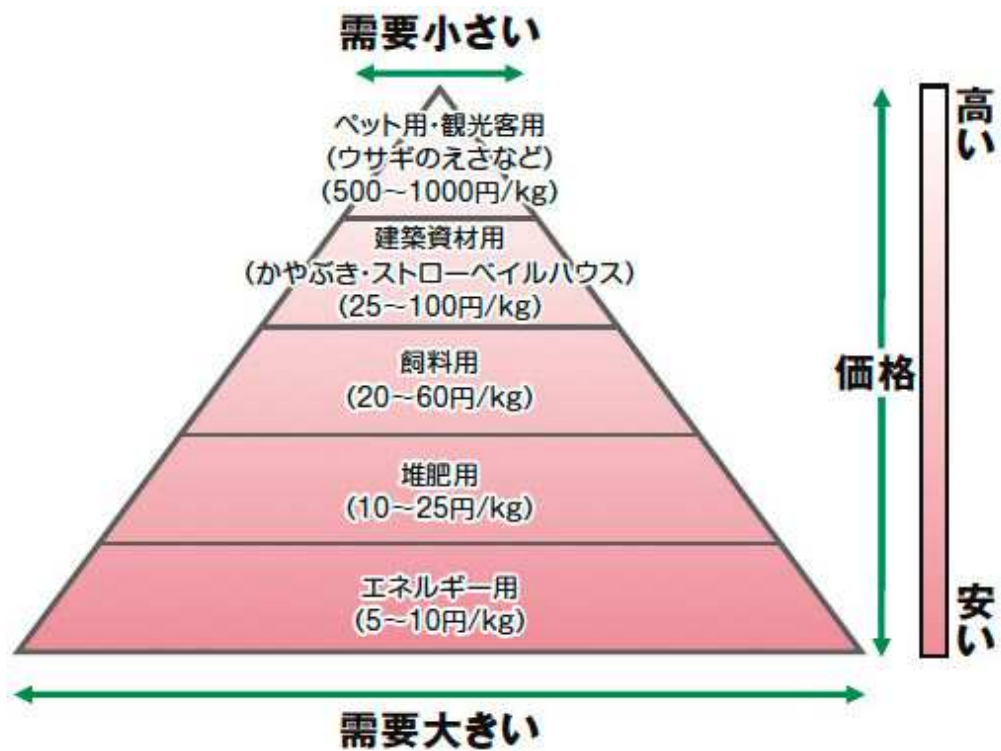 需要小さい
ペット用・観光客用
(ウサギのえさなど)
(500～1000円/kg)
建築資材用
(かやぶき・ストローベイルハウス)
(25～100円/kg)
飼料用
(20～60円/kg)
堆肥用
(10～25円/kg)
エネルギー用
(5～10円/kg)
需要大きい
高い
価格
安い